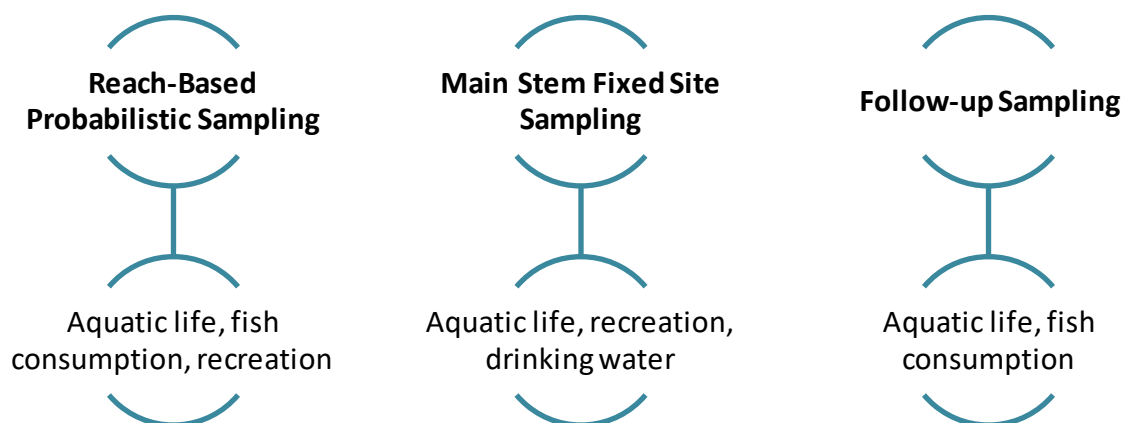 Reach-Based
Probabilistic Sampling
Main Stem Fixed Site
Sampling
Follow-up Sampling
Aquatic life, fish
consumption, recreation
Aquatic life, recreation,
drinking water
Aquatic life, fish
consumption